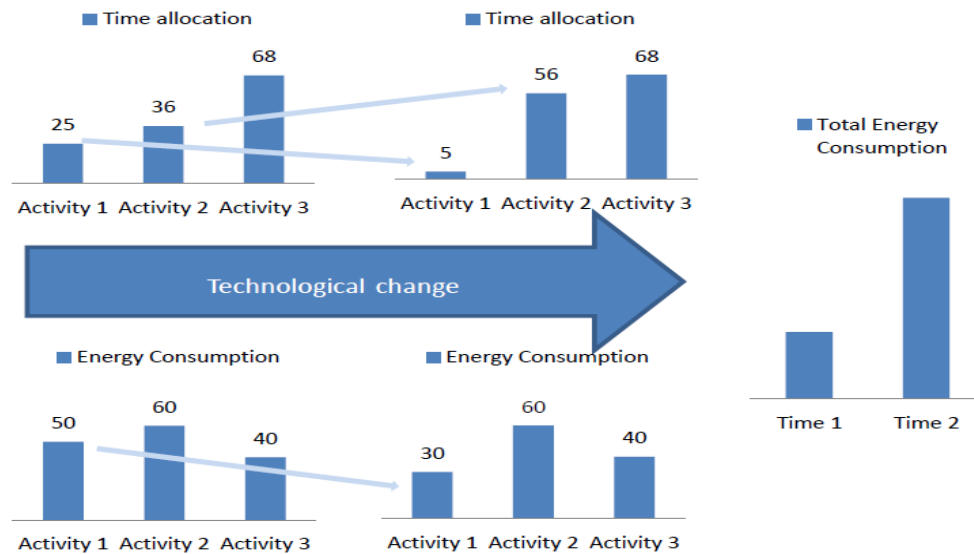 Time allocation
25
36
68
Activity 1 Activity 2 Activity 3
Time allocation
5
56
68
Activity 1 Activity 2 Activity 3
Technological change
Energy Consumption
50
60
40
Activity 1 Activity 2 Activity 3
Energy Consumption
30
60
40
Activity 1 Activity 2 Activity 3
Total Energy
Consumption
Time 1 Time 2